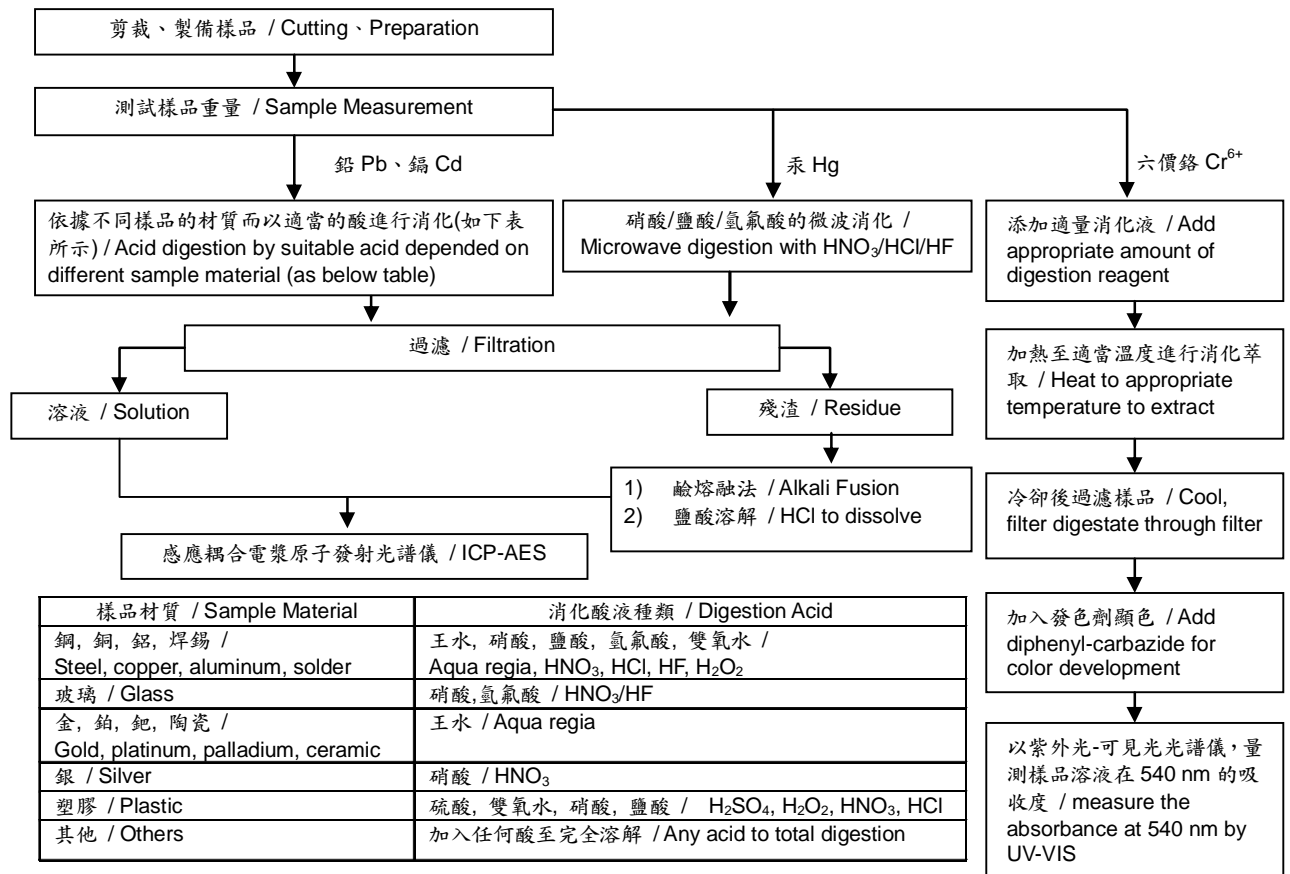 剪裁、製備樣品 / Cutting、Preparation
測試樣品重量 / Sample Measurement
鉛 Pb、鎘 Cd
汞 Hg
六價鉻 Cr⁶⁺
依據不同樣品的材質而以適當的酸進行消化(如下表
所示) / Acid digestion by suitable acid depended on
different sample material (as below table)
硝酸/鹽酸/氫氟酸的微波消化 /
Microwave digestion with HNO₃/HCl/HF
添加適量消化液 / Add
appropriate amount of
digestion reagent
過濾 / Filtration
加熱至適當溫度進行消化萃
取 / Heat to appropriate
temperature to extract
溶液 / Solution
殘渣 / Residue
1) 鹼熔融法 / Alkali Fusion
2) 鹽酸溶解 / HCl to dissolve
冷卻後過濾樣品 / Cool,
filter digestate through filter
感應耦合電漿原子發射光譜儀 / ICP-AES
加入發色劑顯色 / Add
diphenyl-carbazide for
color development
以紫外光-可見光光譜儀，量
測樣品溶液在 540 nm 的吸
收度 / measure the
absorbance at 540 nm by
UV-VIS
樣品材質 / Sample Material
消化酸液種類 / Digestion Acid
鋼, 銅, 鋁, 焊錫 /
Steel, copper, aluminum, solder
王水, 硝酸, 鹽酸, 氫氟酸, 雙氧水 /
Aqua regia, HNO₃, HCl, HF, H₂O₂
玻璃 / Glass
硝酸,氫氟酸 / HNO₃/HF
金, 鉑, 鈀, 陶瓷 /
Gold, platinum, palladium, ceramic
王水 / Aqua regia
銀 / Silver
硝酸 / HNO₃
塑膠 / Plastic
硫酸, 雙氧水, 硝酸, 鹽酸 / H₂SO₄, H₂O₂, HNO₃, HCl
其他 / Others
加入任何酸至完全溶解 / Any acid to total digestion